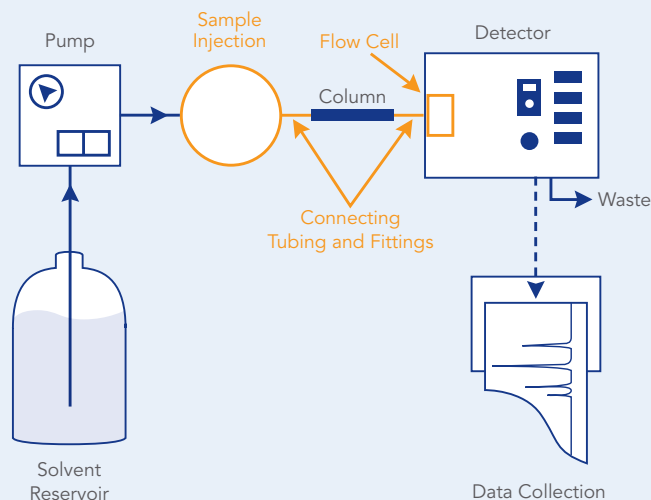 Sample
Injection
Pump
Flow Cell
Detector
Column
Connecting
Tubing and Fittings
Waste
Solvent
Reservoir
Data Collection